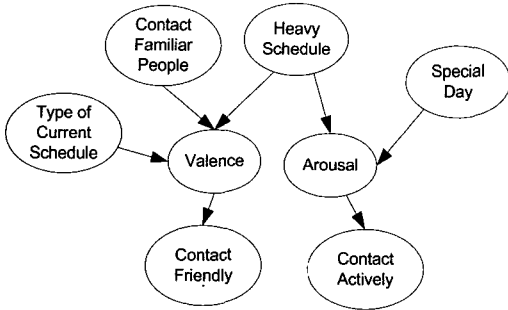 Contact
Familiar
People
Heavy
Schedule
Special
Day
Type of
Current
Schedule
Valence
Arousal
Contact
Friendly
Contact
Actively